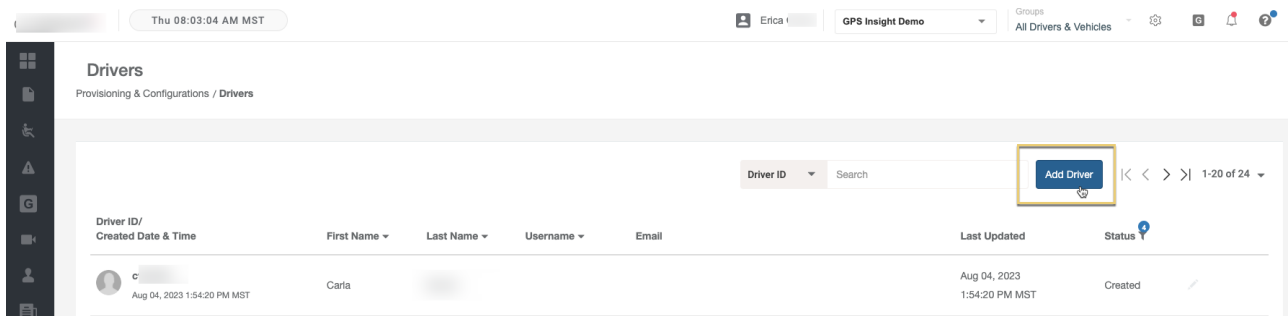 Thu 08:03:04 AM MST
Erica
GPS Insight Demo
Groups
All Drivers & Vehicles
G
?
Drivers
Provisioning & Configurations / Drivers
G
Driver ID
Search
Add Driver
1-20 of 24
Driver ID/
Created Date & Time
First Name
Last Name
Username
Email
Last Updated
Status
4
Aug 04, 2023 1:54:20 PM MST
Carla
Aug 04, 2023
1:54:20 PM MST
Created